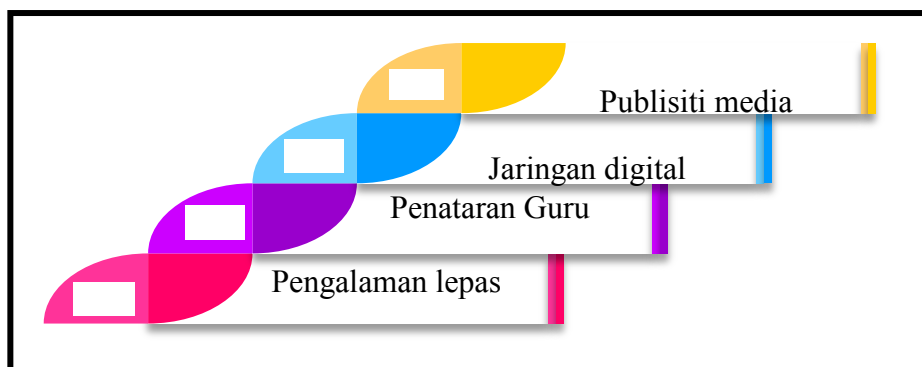 Publisiti media
Jaringan digital
Penataran Guru
Pengalaman lepas